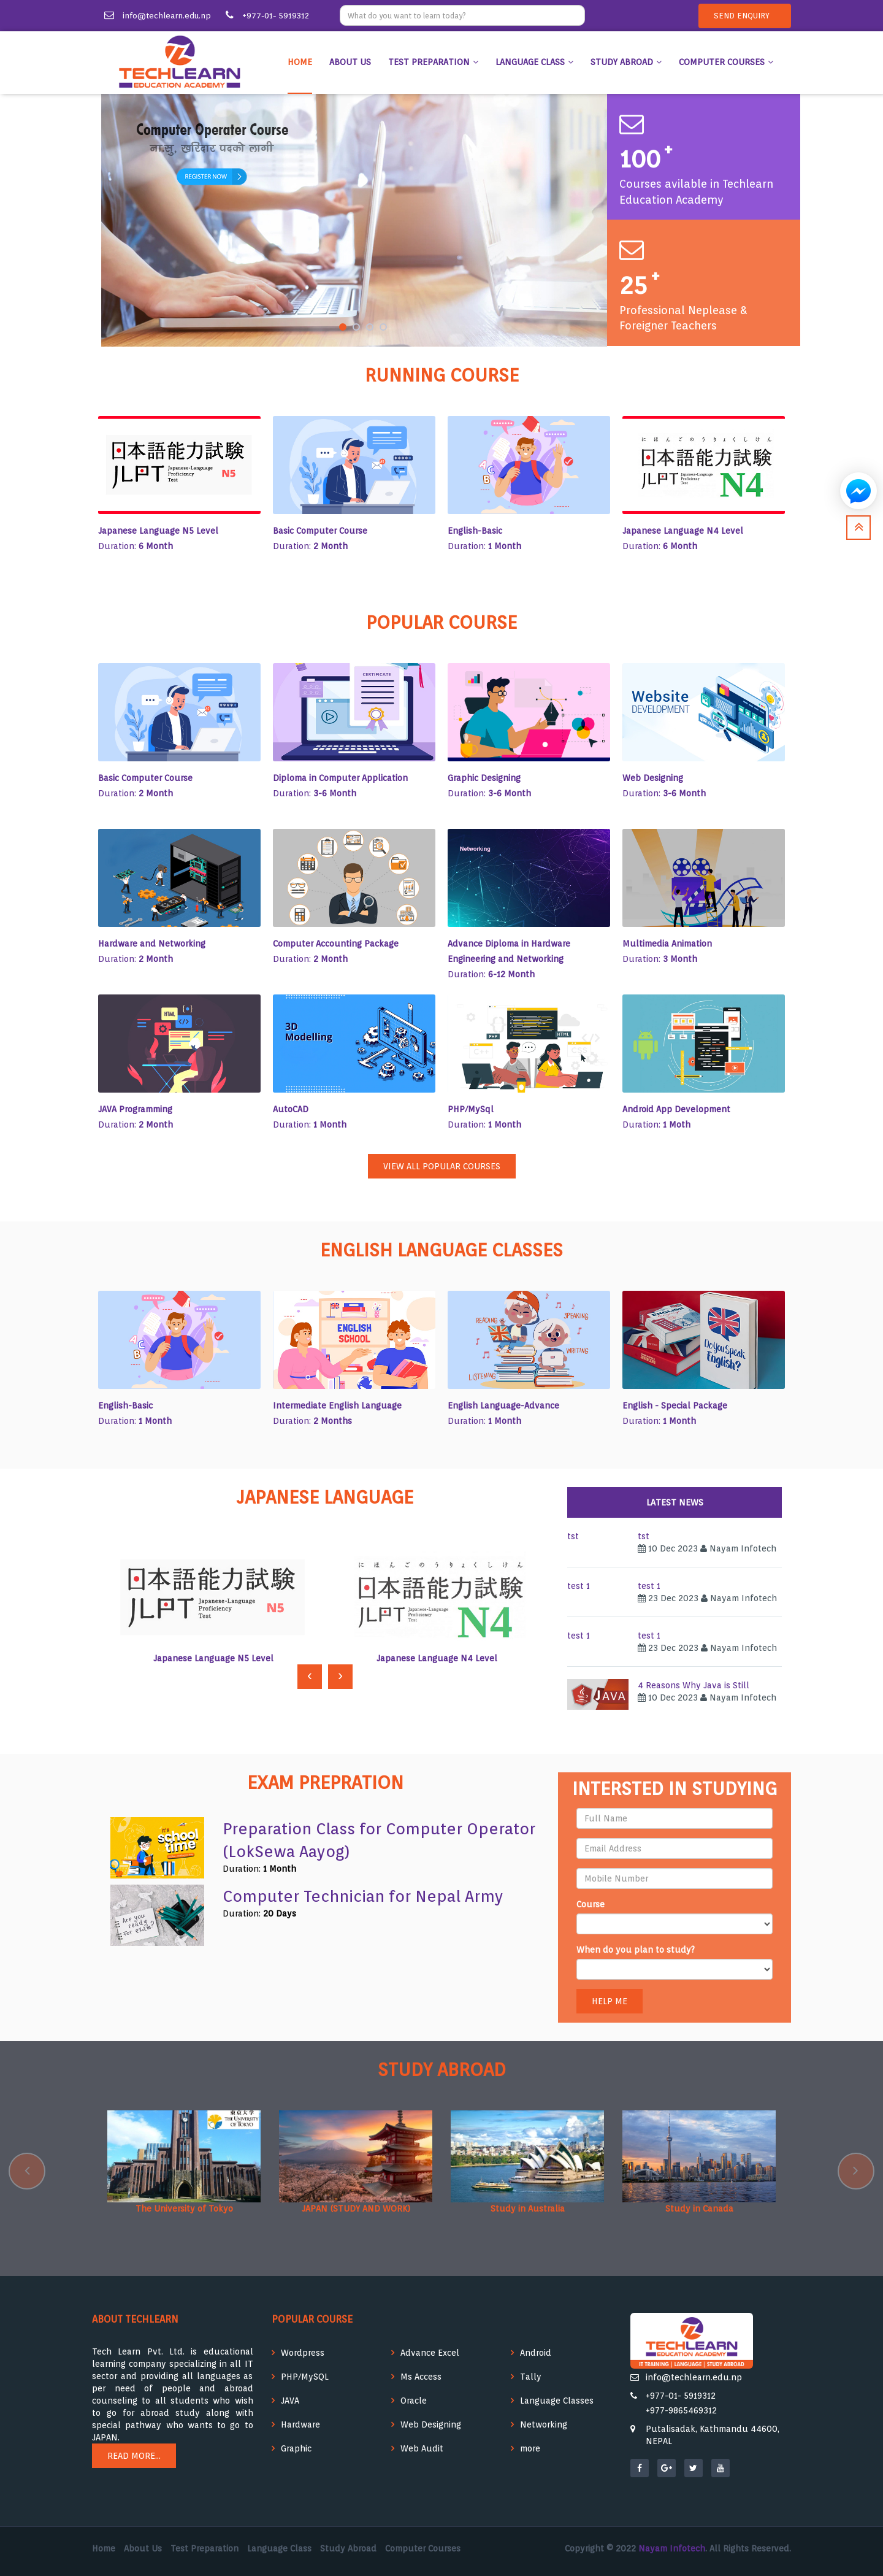 info@techlearn.edu.np
+977-01- 5919312
What do you want to learn today?
SEND ENQUIRY
TECHLEARN
EDUCATION ACADEMY
HOME
ABOUT US
TEST PREPARATION
LANGUAGE CLASS
STUDY ABROAD
COMPUTER COURSES
Computer Operater Course
नासु, खरिदार पदको लागी
REGISTER NOW
100 +
Courses avilable in Techlearn
Education Academy
25 +
Professional Neplease &
Foreigner Teachers
RUNNING COURSE
日本語能力試験
JLPT Japanese-Language
Proficiency
Test
N5
にほんごのうりょくしけん
日本語能力試験
JLPT Japanese-Language
Proficiency
Test
N4
Japanese Language N5 Level
Duration: 6 Month
Basic Computer Course
Duration: 2 Month
English-Basic
Duration: 1 Month
Japanese Language N4 Level
Duration: 6 Month
POPULAR COURSE
CERTIFICATE
Website
DEVELOPMENT
Basic Computer Course
Duration: 2 Month
Diploma in Computer Application
Duration: 3-6 Month
Graphic Designing
Duration: 3-6 Month
Web Designing
Duration: 3-6 Month
Networking
Hardware and Networking
Duration: 2 Month
Computer Accounting Package
Duration: 2 Month
Advance Diploma in Hardware
Engineering and Networking
Duration: 6-12 Month
Multimedia Animation
Duration: 3 Month
HTML
3D
Modelling
PHP
HTML
JAVA Programming
Duration: 2 Month
AutoCAD
Duration: 1 Month
PHP/MySql
Duration: 1 Month
Android App Development
Duration: 1 Moth
VIEW ALL POPULAR COURSES
ENGLISH LANGUAGE CLASSES
ENGLISH
SCHOOL
READING
SPEAKING
WRITING
LISTENING
Do You Speak
English?
English-Basic
Duration: 1 Month
Intermediate English Language
Duration: 2 Months
English Language-Advance
Duration: 1 Month
English - Special Package
Duration: 1 Month
JAPANESE LANGUAGE
日本語能力試験
JLPT Japanese-Language
Proficiency
Test
N5
にほんごのうりょくしけん
日本語能力試験
JLPT Japanese-Language
Proficiency
Test
N4
Japanese Language N5 Level
Japanese Language N4 Level
LATEST NEWS
tst
tst
10 Dec 2023 Nayam Infotech
test 1
test 1
23 Dec 2023 Nayam Infotech
test 1
test 1
23 Dec 2023 Nayam Infotech
JAVA
4 Reasons Why Java is Still
10 Dec 2023 Nayam Infotech
EXAM PREPRATION
school
time
Preparation Class for Computer Operator
(LokSewa Aayog)
Duration: 1 Month
Are you
ready
for exam?
Computer Technician for Nepal Army
Duration: 20 Days
INTERSTED IN STUDYING
Full Name
Email Address
Mobile Number
Course
When do you plan to study?
HELP ME
STUDY ABROAD
東京大学
THE UNIVERSITY
OF TOKYO
The University of Tokyo
JAPAN (STUDY AND WORK)
Study in Australia
Study in Canada
ABOUT TECHLEARN
Tech Learn Pvt. Ltd. is educational
learning company specializing in all IT
sector and providing all languages as
per need of people and abroad
counseling to all students who wish
to go for abroad study along with
special pathway who wants to go to
JAPAN.
READ MORE...
POPULAR COURSE
Wordpress
Advance Excel
Android
PHP/MySQL
Ms Access
Tally
JAVA
Oracle
Language Classes
Hardware
Web Designing
Networking
Graphic
Web Audit
more
TECHLEARN
EDUCATION ACADEMY
IT TRAINING | LANGUAGE | STUDY ABROAD
info@techlearn.edu.np
+977-01- 5919312
+977-9865469312
Putalisadak, Kathmandu 44600,
NEPAL
Home
About Us
Test Preparation
Language Class
Study Abroad
Computer Courses
Copyright © 2022 Nayam Infotech. All Rights Reserved.